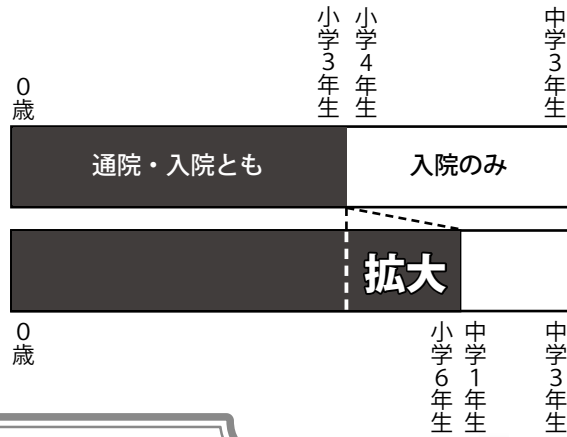 ０歳
小学３年生
小学４年生
中学３年生
通院・入院とも
入院のみ
拡大
０歳
小学６年生
中学１年生
中学３年生